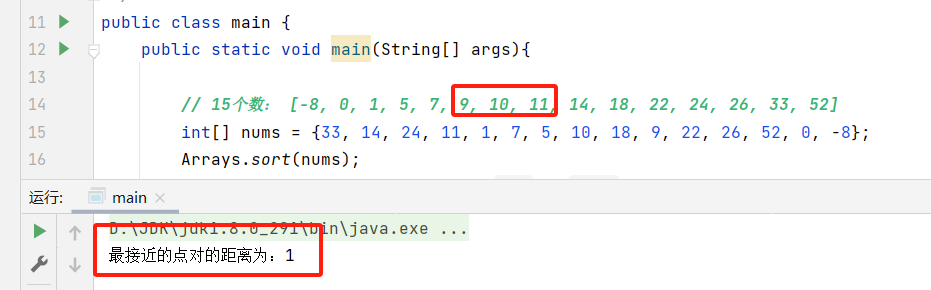 11 public class main {
12 public static void main(String[] args){
13
14 // 15个数： [-8, 0, 1, 5, 7, 9, 10, 11, 14, 18, 22, 24, 26, 33, 52]
15 int[] nums = {33, 14, 24, 11, 1, 7, 5, 10, 18, 9, 22, 26, 52, 0, -8};
16 Arrays.sort(nums);
运行: main ×
D:\JDK\jdk1.8.0_291\bin\java.exe ...
最接近的点对的距离为：1